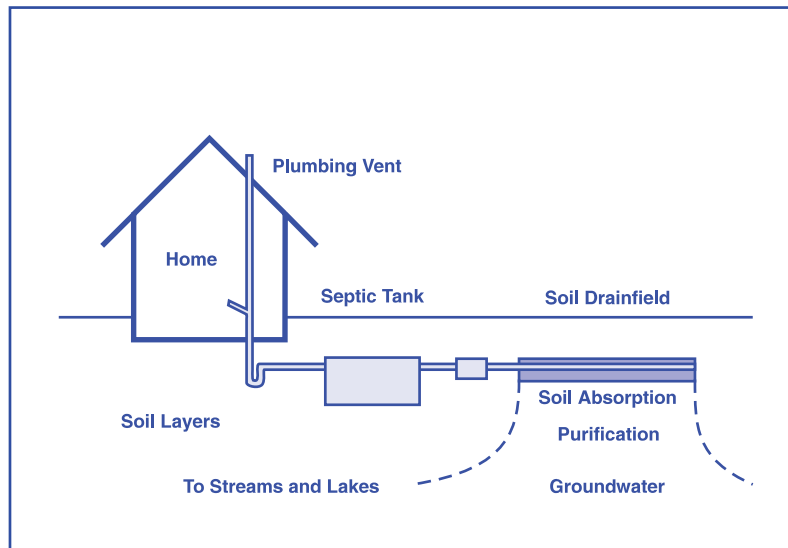 Plumbing Vent
Home
Septic Tank
Soil Drainfield
Soil Absorption
Soil Layers
Purification
To Streams and Lakes
Groundwater